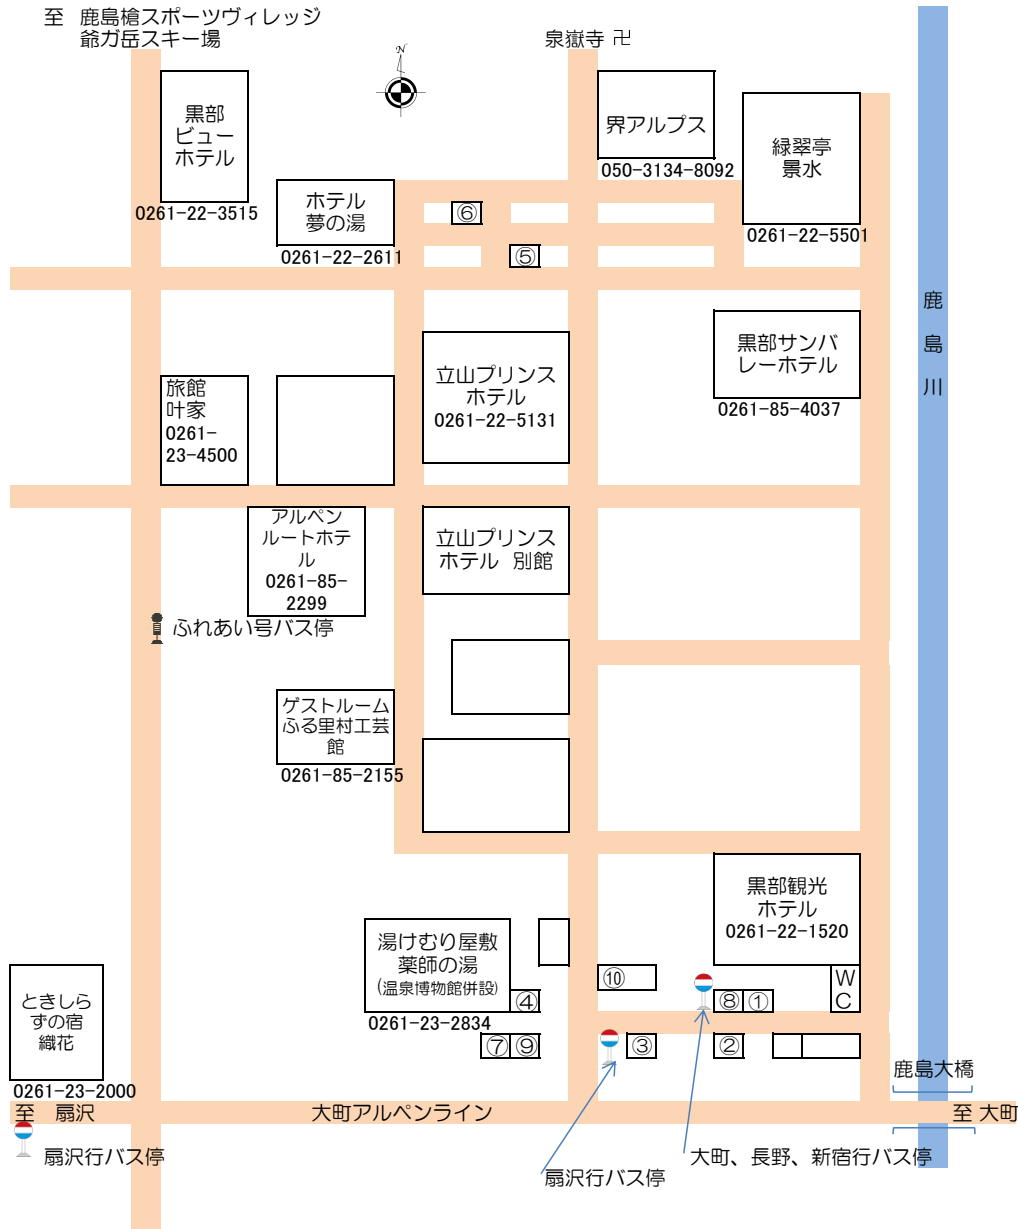 至 鹿島槍スポーツヴィレッジ
爺ガ岳スキー場
泉嶽寺 卍
N
黒部
ビュー
ホテル
0261-22-3515
ホテル
夢の湯
0261-22-2611
界アルプス
050-3134-8092
緑翠亭
景水
0261-22-5501
⑥
⑤
鹿
島
川
黒部サンバ
レーホテル
0261-85-4037
立山プリンス
ホテル
0261-22-5131
旅館
叶家
0261-
23-4500
アルペン
ルートホテ
ル
0261-85-
2299
立山プリンス
ホテル 別館
ふれあい号バス停
ゲストルーム
ふる里村工芸
館
0261-85-2155
黒部観光
ホテル
0261-22-1520
湯けむり屋敷
薬師の湯
(温泉博物館併設)
0261-23-2834
④
⑩
⑧
①
W
C
ときしら
ずの宿
織花
0261-23-2000
⑦
⑨
③
②
鹿島大橋
至 扇沢
大町アルペンライン
至 大町
扇沢行バス停
扇沢行バス停
大町、長野、新宿行バス停